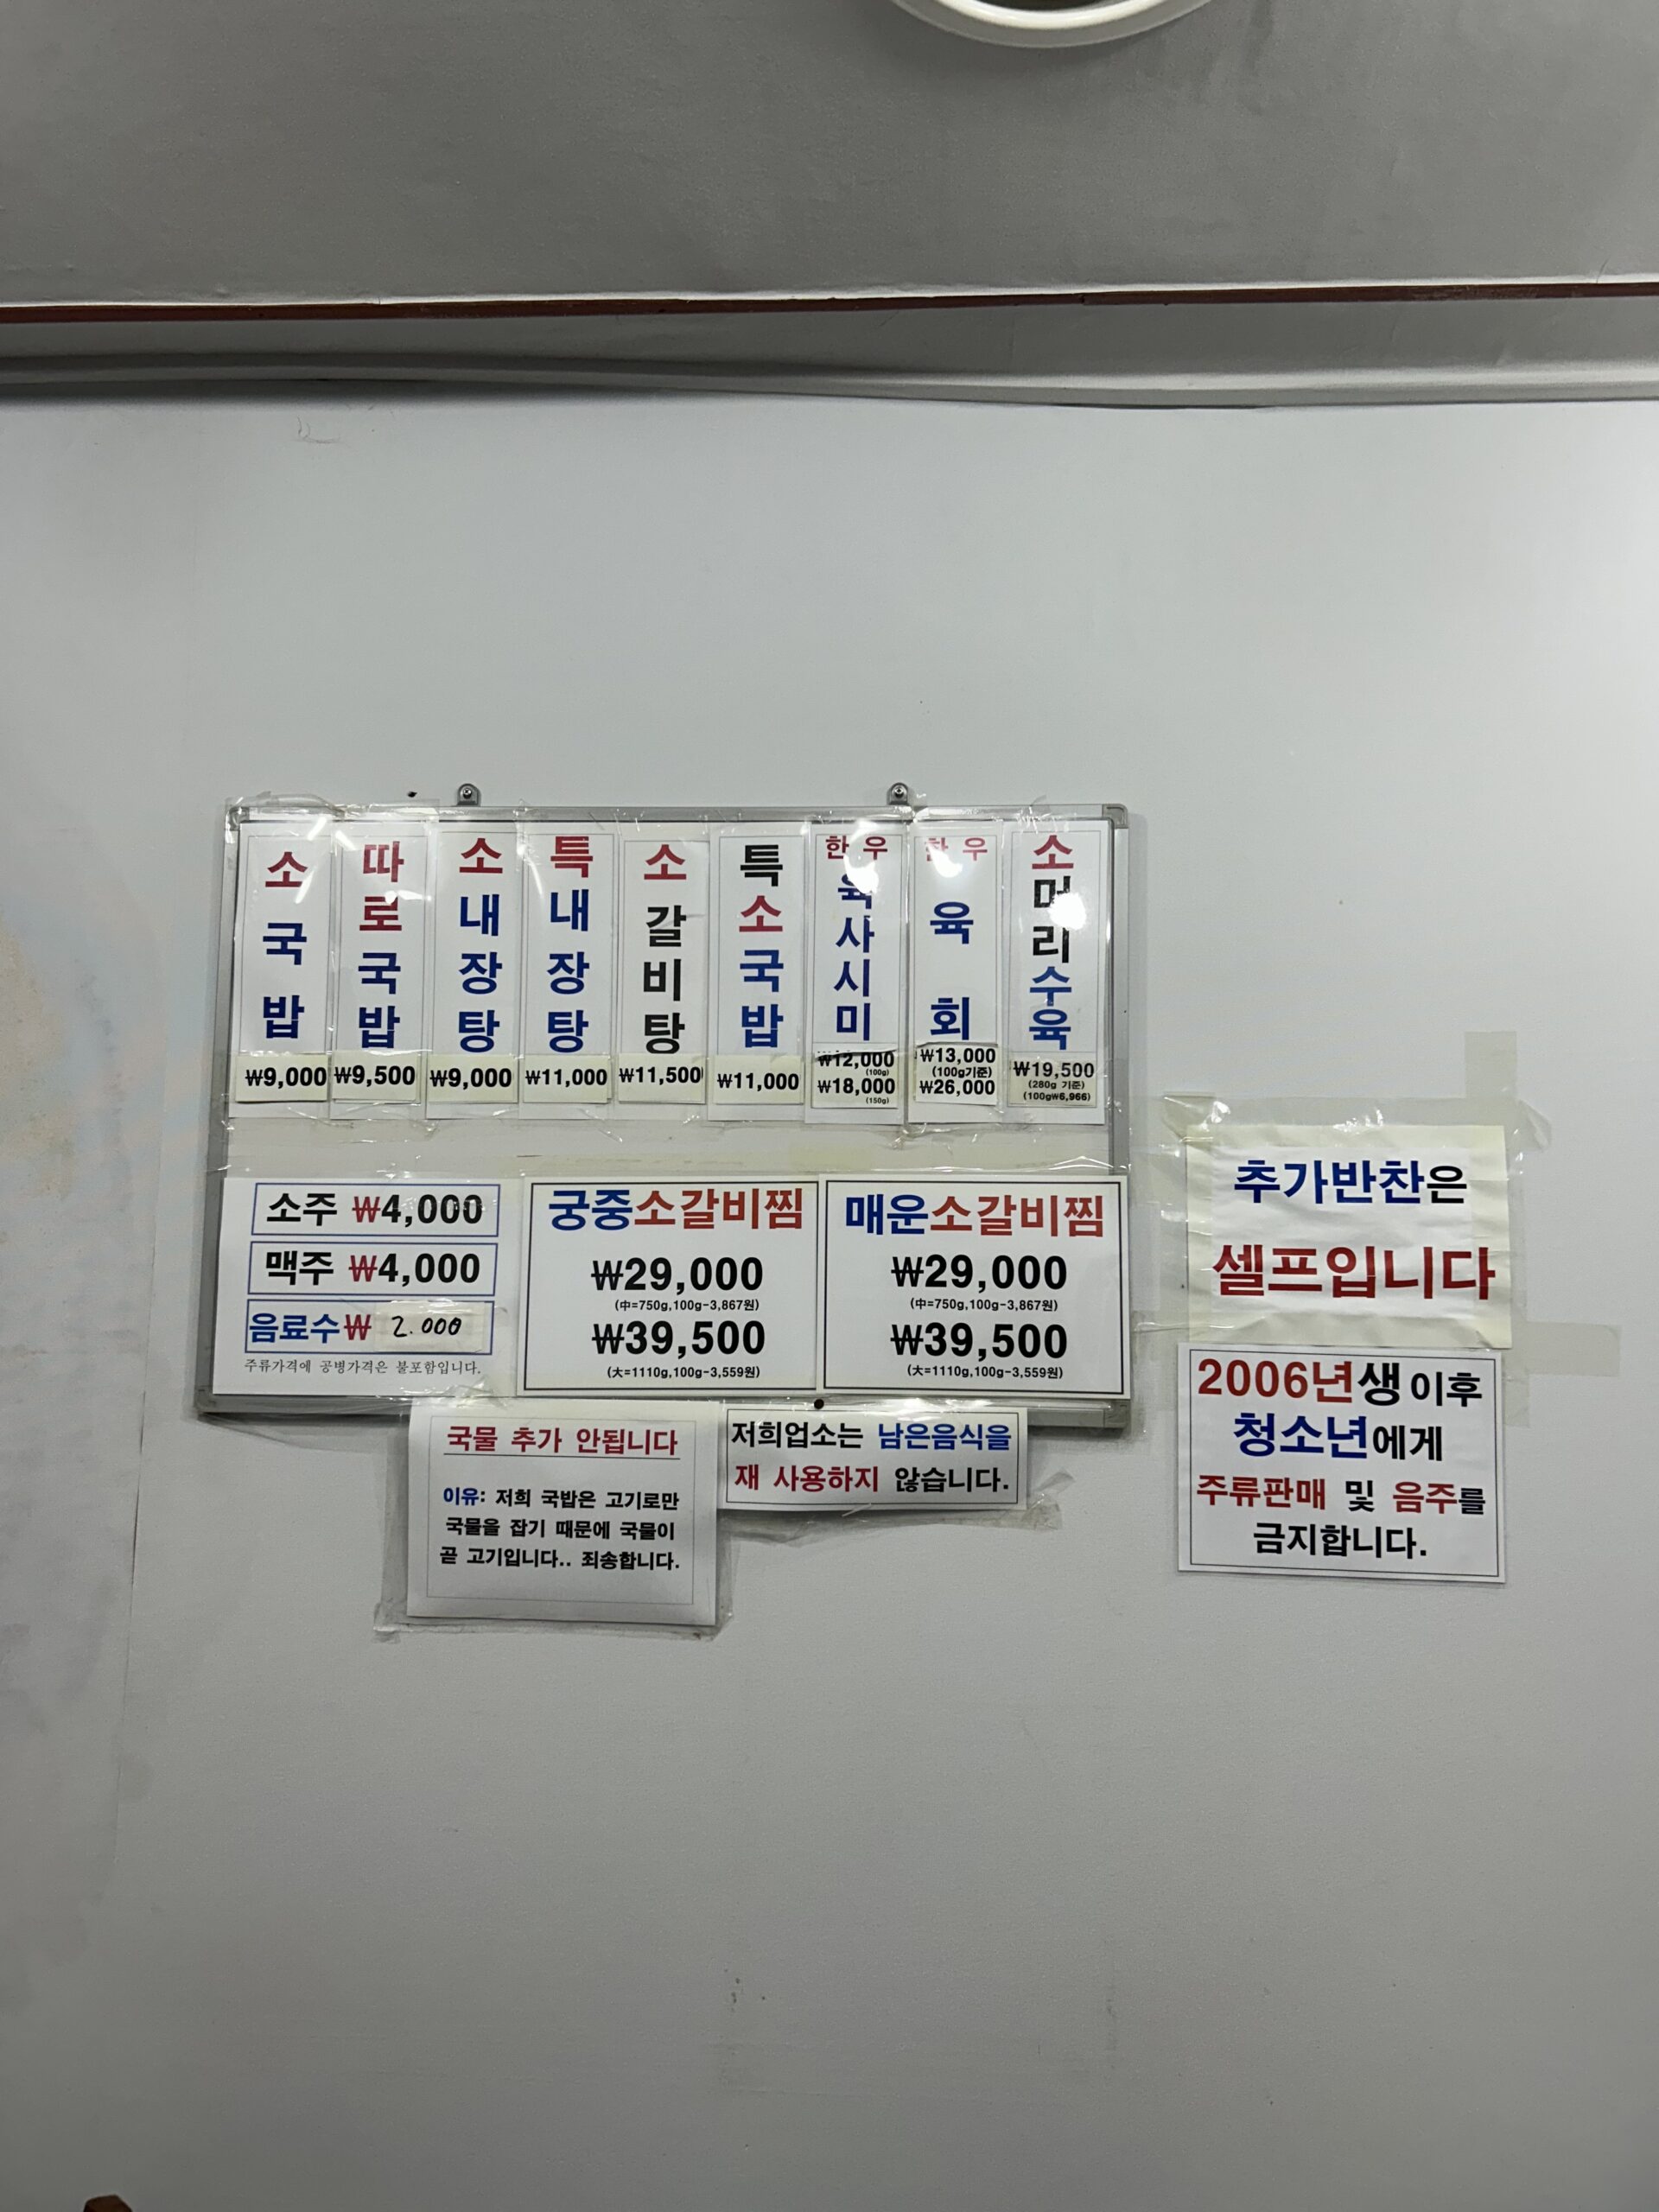 소국밥
₩9,000
따로국밥
₩9,500
소내장탕
₩9,000
특내장탕
₩11,000
소갈비탕
₩11,500
특소국밥
₩11,000
한우
육사시미
₩12,000
(100g)
₩18,000
(150g)
한우
육회
₩13,000
(100g기준)
₩26,000
소머리수육
₩19,500
(280g 기준)
(100g₩6,966)
소주 ₩4,000
맥주 ₩4,000
음료수₩ 2.000
주류가격에 공병가격은 불포함입니다.
궁중소갈비찜
₩29,000
(中=750g,100g-3,867원)
₩39,500
(大=1110g,100g-3,559원)
매운소갈비찜
₩29,000
(中=750g,100g-3,867원)
₩39,500
(大=1110g,100g-3,559원)
추가반찬은
셀프입니다
2006년생 이후
청소년에게
주류판매 및 음주를
금지합니다.
국물 추가 안됩니다
이유: 저희 국밥은 고기로만
국물을 잡기 때문에 국물이
곧 고기입니다.. 죄송합니다.
저희업소는 남은음식을
재 사용하지 않습니다.